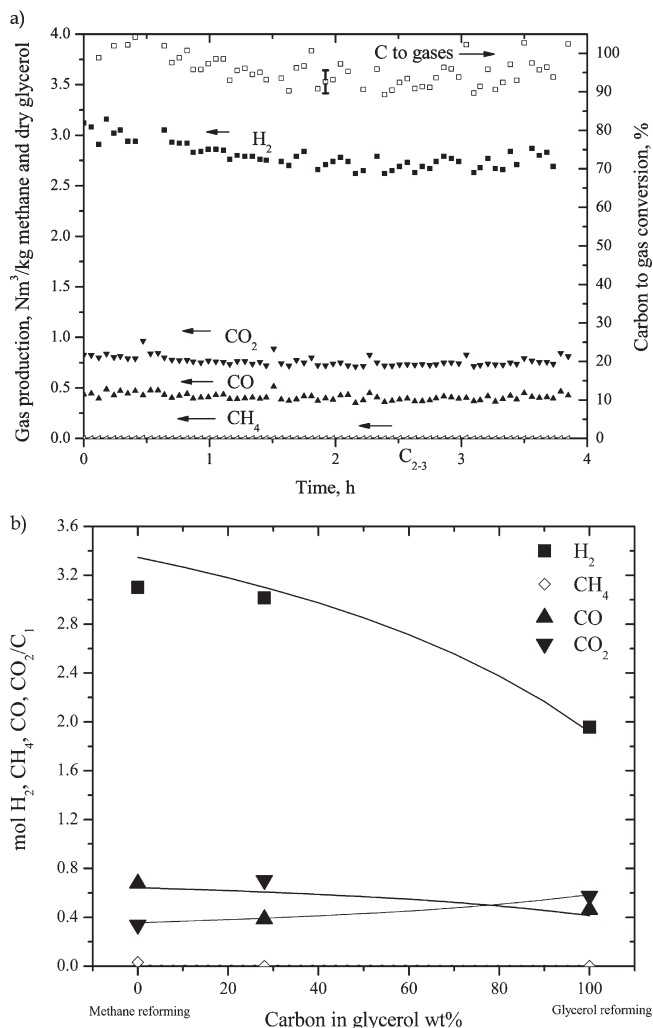 a)
4.0
3.5
3.0
2.5
2.0
1.5
1.0
0.5
0.0
Gas production, Nm³/kg methane and dry glycerol
C to gases
H₂
CO₂
CO
CH₄
C₂₋₃
100
90
80
70
60
50
40
30
20
10
0
Carbon to gas conversion, %
0 1 2 3 4
Time, h
b)
3.6
3.2
2.8
2.4
2.0
1.6
1.2
0.8
0.4
0.0
mol H₂, CH₄, CO, CO₂/C₁
H₂
CH₄
CO
CO₂
0 20 40 60 80 100
Methane reforming Carbon in glycerol wt% Glycerol reforming